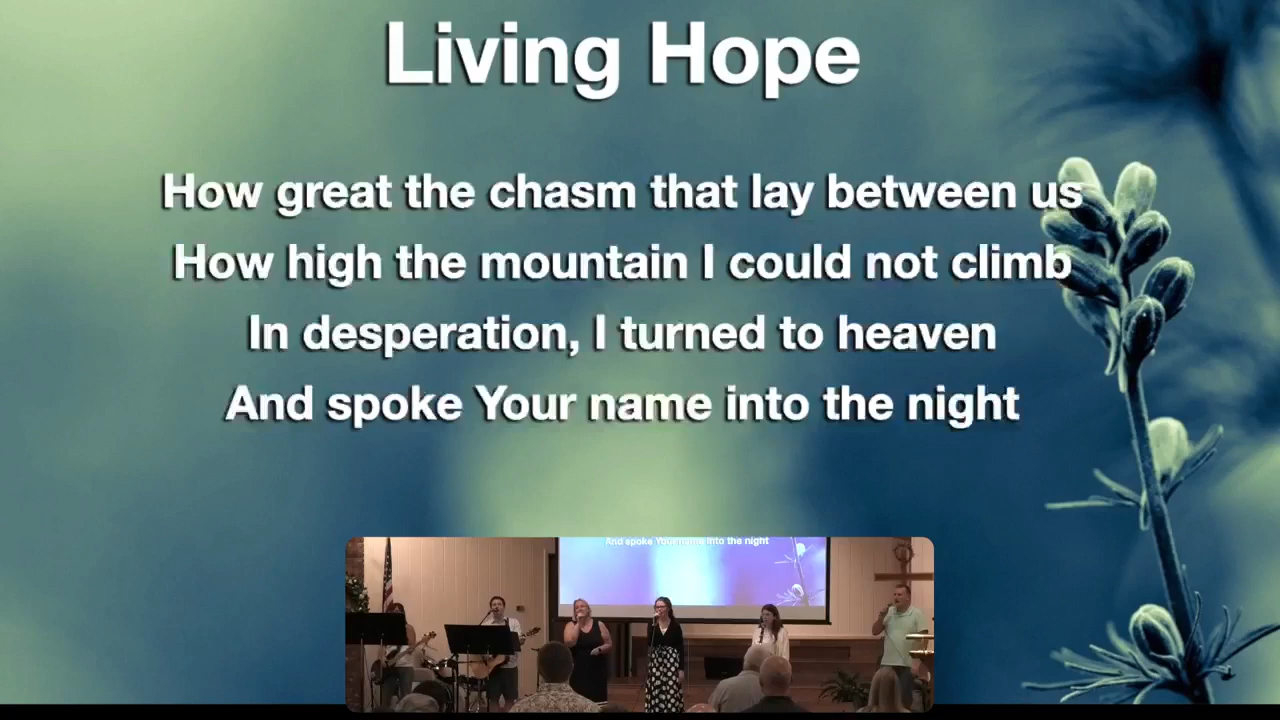 Living Hope
How great the chasm that lay between us
How high the mountain I could not climb
In desperation, I turned to heaven
And spoke Your name into the night
And spoke Your name into the night